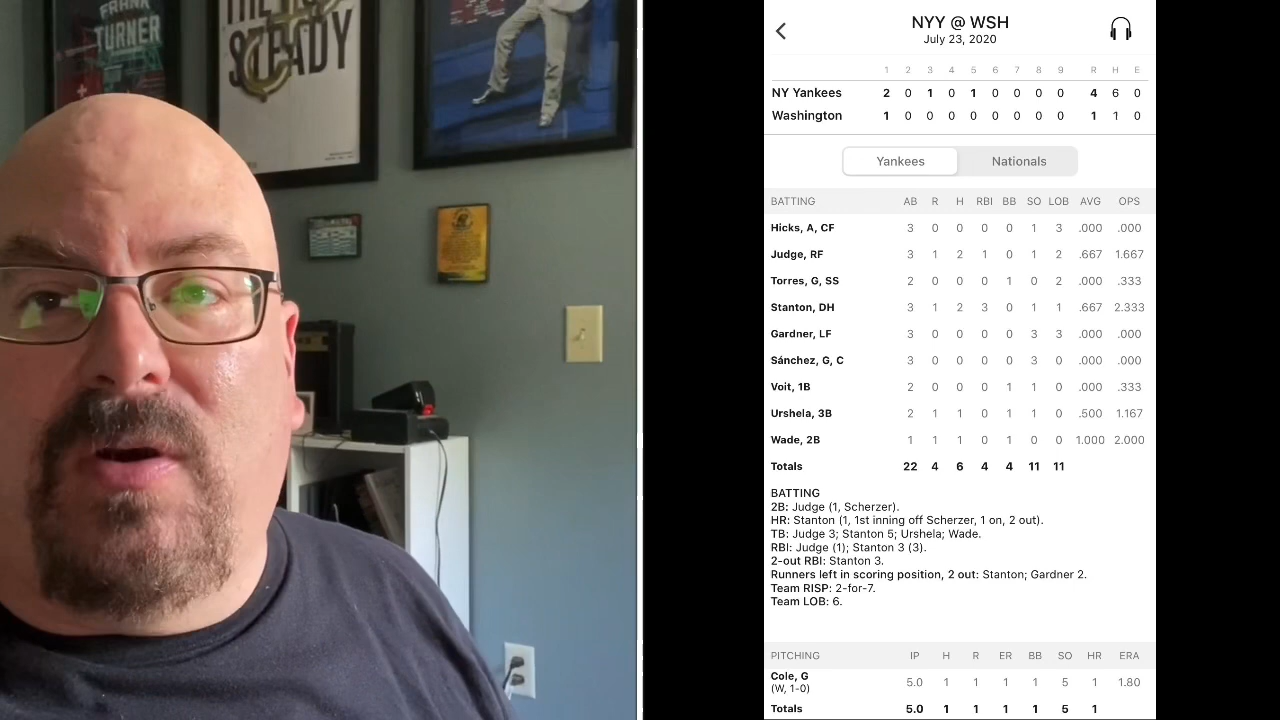 FRANK
TURNER
STEADY
NYY @ WSH
July 23, 2020
1 2 3 4 5 6 7 8 9 R H E
NY Yankees 2 0 1 0 1 0 0 0 0 4 6 0
Washington 1 0 0 0 0 0 0 0 0 1 1 0
Yankees Nationals
BATTING AB R H RBI BB SO LOB AVG OPS
Hicks, A, CF 3 0 0 0 0 1 3 .000 .000
Judge, RF 3 1 2 1 0 1 2 .667 1.667
Torres, G, SS 2 0 0 0 1 0 2 .000 .333
Stanton, DH 3 1 2 3 0 1 1 .667 2.333
Gardner, LF 3 0 0 0 0 3 3 .000 .000
Sánchez, G, C 3 0 0 0 0 3 0 .000 .000
Voit, 1B 2 0 0 0 1 1 0 .000 .333
Urshela, 3B 2 1 1 0 1 1 0 .500 1.167
Wade, 2B 1 1 1 0 1 0 0 1.000 2.000
Totals 22 4 6 4 4 11 11
BATTING
2B: Judge (1, Scherzer).
HR: Stanton (1, 1st inning off Scherzer, 1 on, 2 out).
TB: Judge 3; Stanton 5; Urshela; Wade.
RBI: Judge (1); Stanton 3 (3).
2-out RBI: Stanton 3.
Runners left in scoring position, 2 out: Stanton; Gardner 2.
Team RISP: 2-for-7.
Team LOB: 6.
PITCHING IP H R ER BB SO HR ERA
Cole, G 5.0 1 1 1 1 5 1 1.80
(W, 1-0)
Totals 5.0 1 1 1 1 5 1